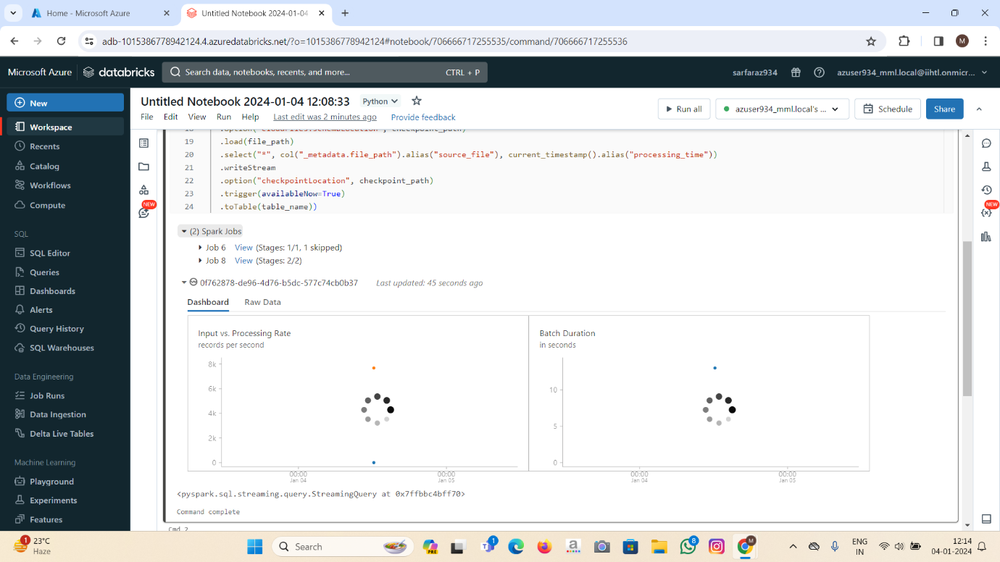 Home - Microsoft Azure
Untitled Notebook 2024-01-04
adb-1015386778942124.4.azuredatabricks.net/?o=1015386778942124#notebook/706666717255535/command/706666717255536
M
Microsoft Azure
databricks
Search data, notebooks, recents, and more...
CTRL + P
sarfaraz934
azuser934_mml.local@iihtl.onmicr...
New
Workspace
Recents
Catalog
Workflows
Compute
SQL
SQL Editor
Queries
Dashboards
Alerts
Query History
SQL Warehouses
Data Engineering
Job Runs
Data Ingestion
Delta Live Tables
Machine Learning
Playground
Experiments
Features
Untitled Notebook 2024-01-04 12:08:33
Python
File Edit View Run Help Last edit was 2 minutes ago Provide feedback
Run all
azuser934_mml.local's ...
Schedule
Share
NEW
NEW
18 .option("cloudFiles.schemaLocation", checkpoint_path)
19 .load(file_path)
20 .select("*", col("_metadata.file_path").alias("source_file"), current_timestamp().alias("processing_time"))
21 .writeStream
22 .option("checkpointLocation", checkpoint_path)
23 .trigger(availableNow=True)
24 .toTable(table_name))
(2) Spark Jobs
Job 6 View (Stages: 1/1, 1 skipped)
Job 8 View (Stages: 2/2)
0f762878-de96-4d76-b5dc-577c74cb0b37 Last updated: 45 seconds ago
Dashboard Raw Data
Input vs. Processing Rate
records per second
8k
6k
4k
2k
0
00:00
Jan 04
00:00
Jan 05
Batch Duration
in seconds
10
5
0
00:00
Jan 04
00:00
Jan 05
<pyspark.sql.streaming.query.StreamingQuery at 0x7ffbbc4bff70>
Command complete
Cmd 2
1
23°C
Haze
Search
PRE
1
a
8
M
ENG
IN
12:14
04-01-2024